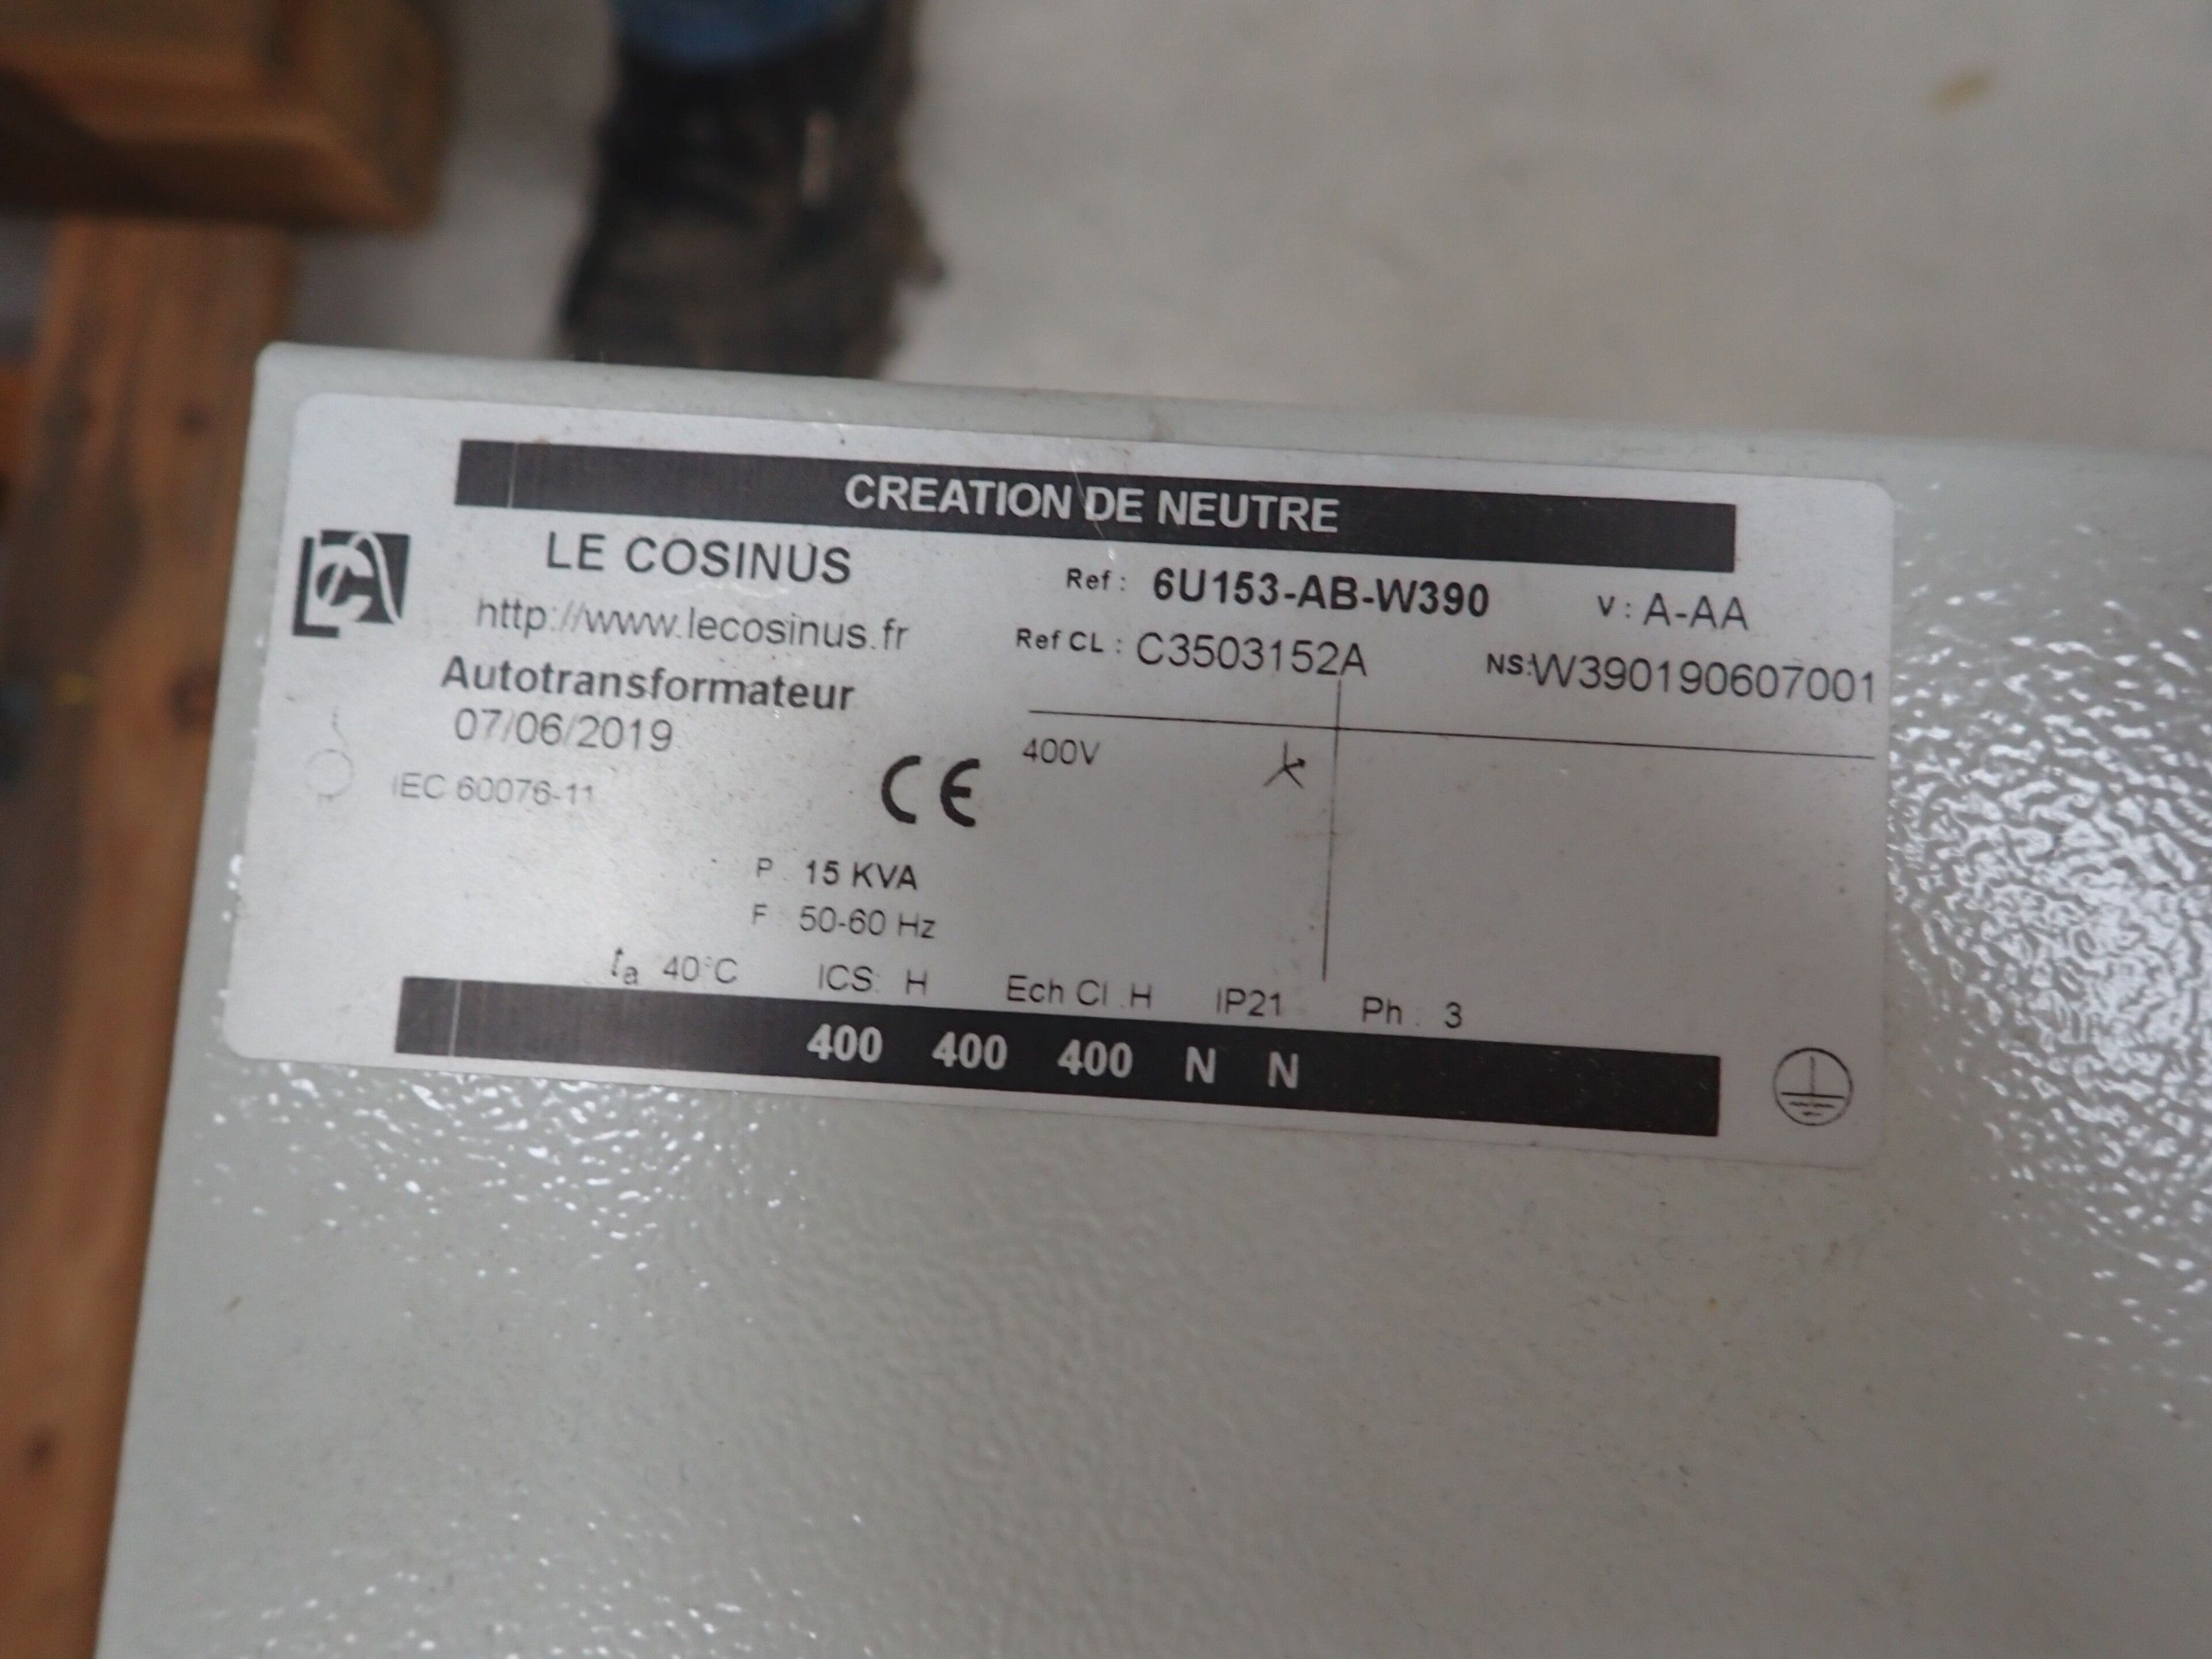 CREATION DE NEUTRE
LE COSINUS
http://www.lecosinus.fr
Autotransformateur
07/06/2019
IEC 60076-11
CE
Ref : 6U153-AB-W390 V : A-AA
Ref CL : C3503152A NS:W390190607001
400V
P : 15 KVA
F : 50-60 Hz
ta 40°C ICS: H Ech Cl :H IP21 Ph : 3
400 400 400 N N